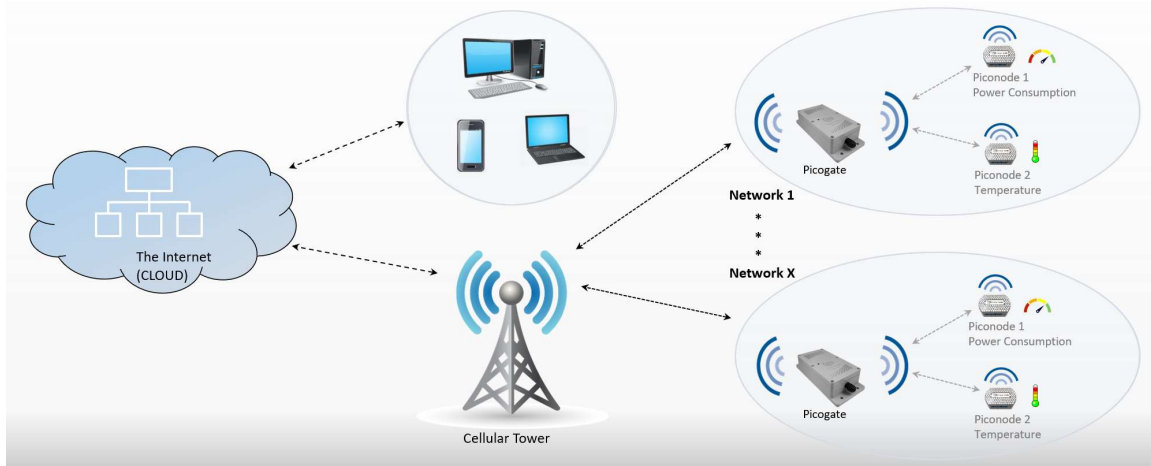 Piconode 1
Power Consumption
Picogate
Piconode 2
Temperature
Network 1
*
*
*
Network X
The Internet
(CLOUD)
Piconode 1
Power Consumption
Picogate
Piconode 2
Temperature
Cellular Tower